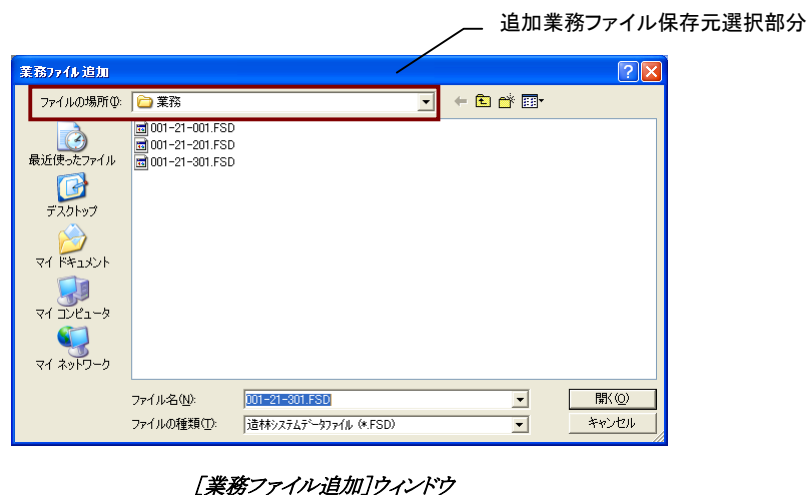 追加業務ファイル保存元選択部分
業務ファイル追加
ファイルの場所(I):
業務
001-21-001.FSD
001-21-201.FSD
001-21-301.FSD
最近使ったファイル
デスクトップ
マイ ドキュメント
マイ コンピュータ
マイ ネットワーク
ファイル名(N):
001-21-301.FSD
開く(O)
ファイルの種類(T):
造林システムデータファイル (*.FSD)
キャンセル
[業務ファイル追加]ウィンドウ